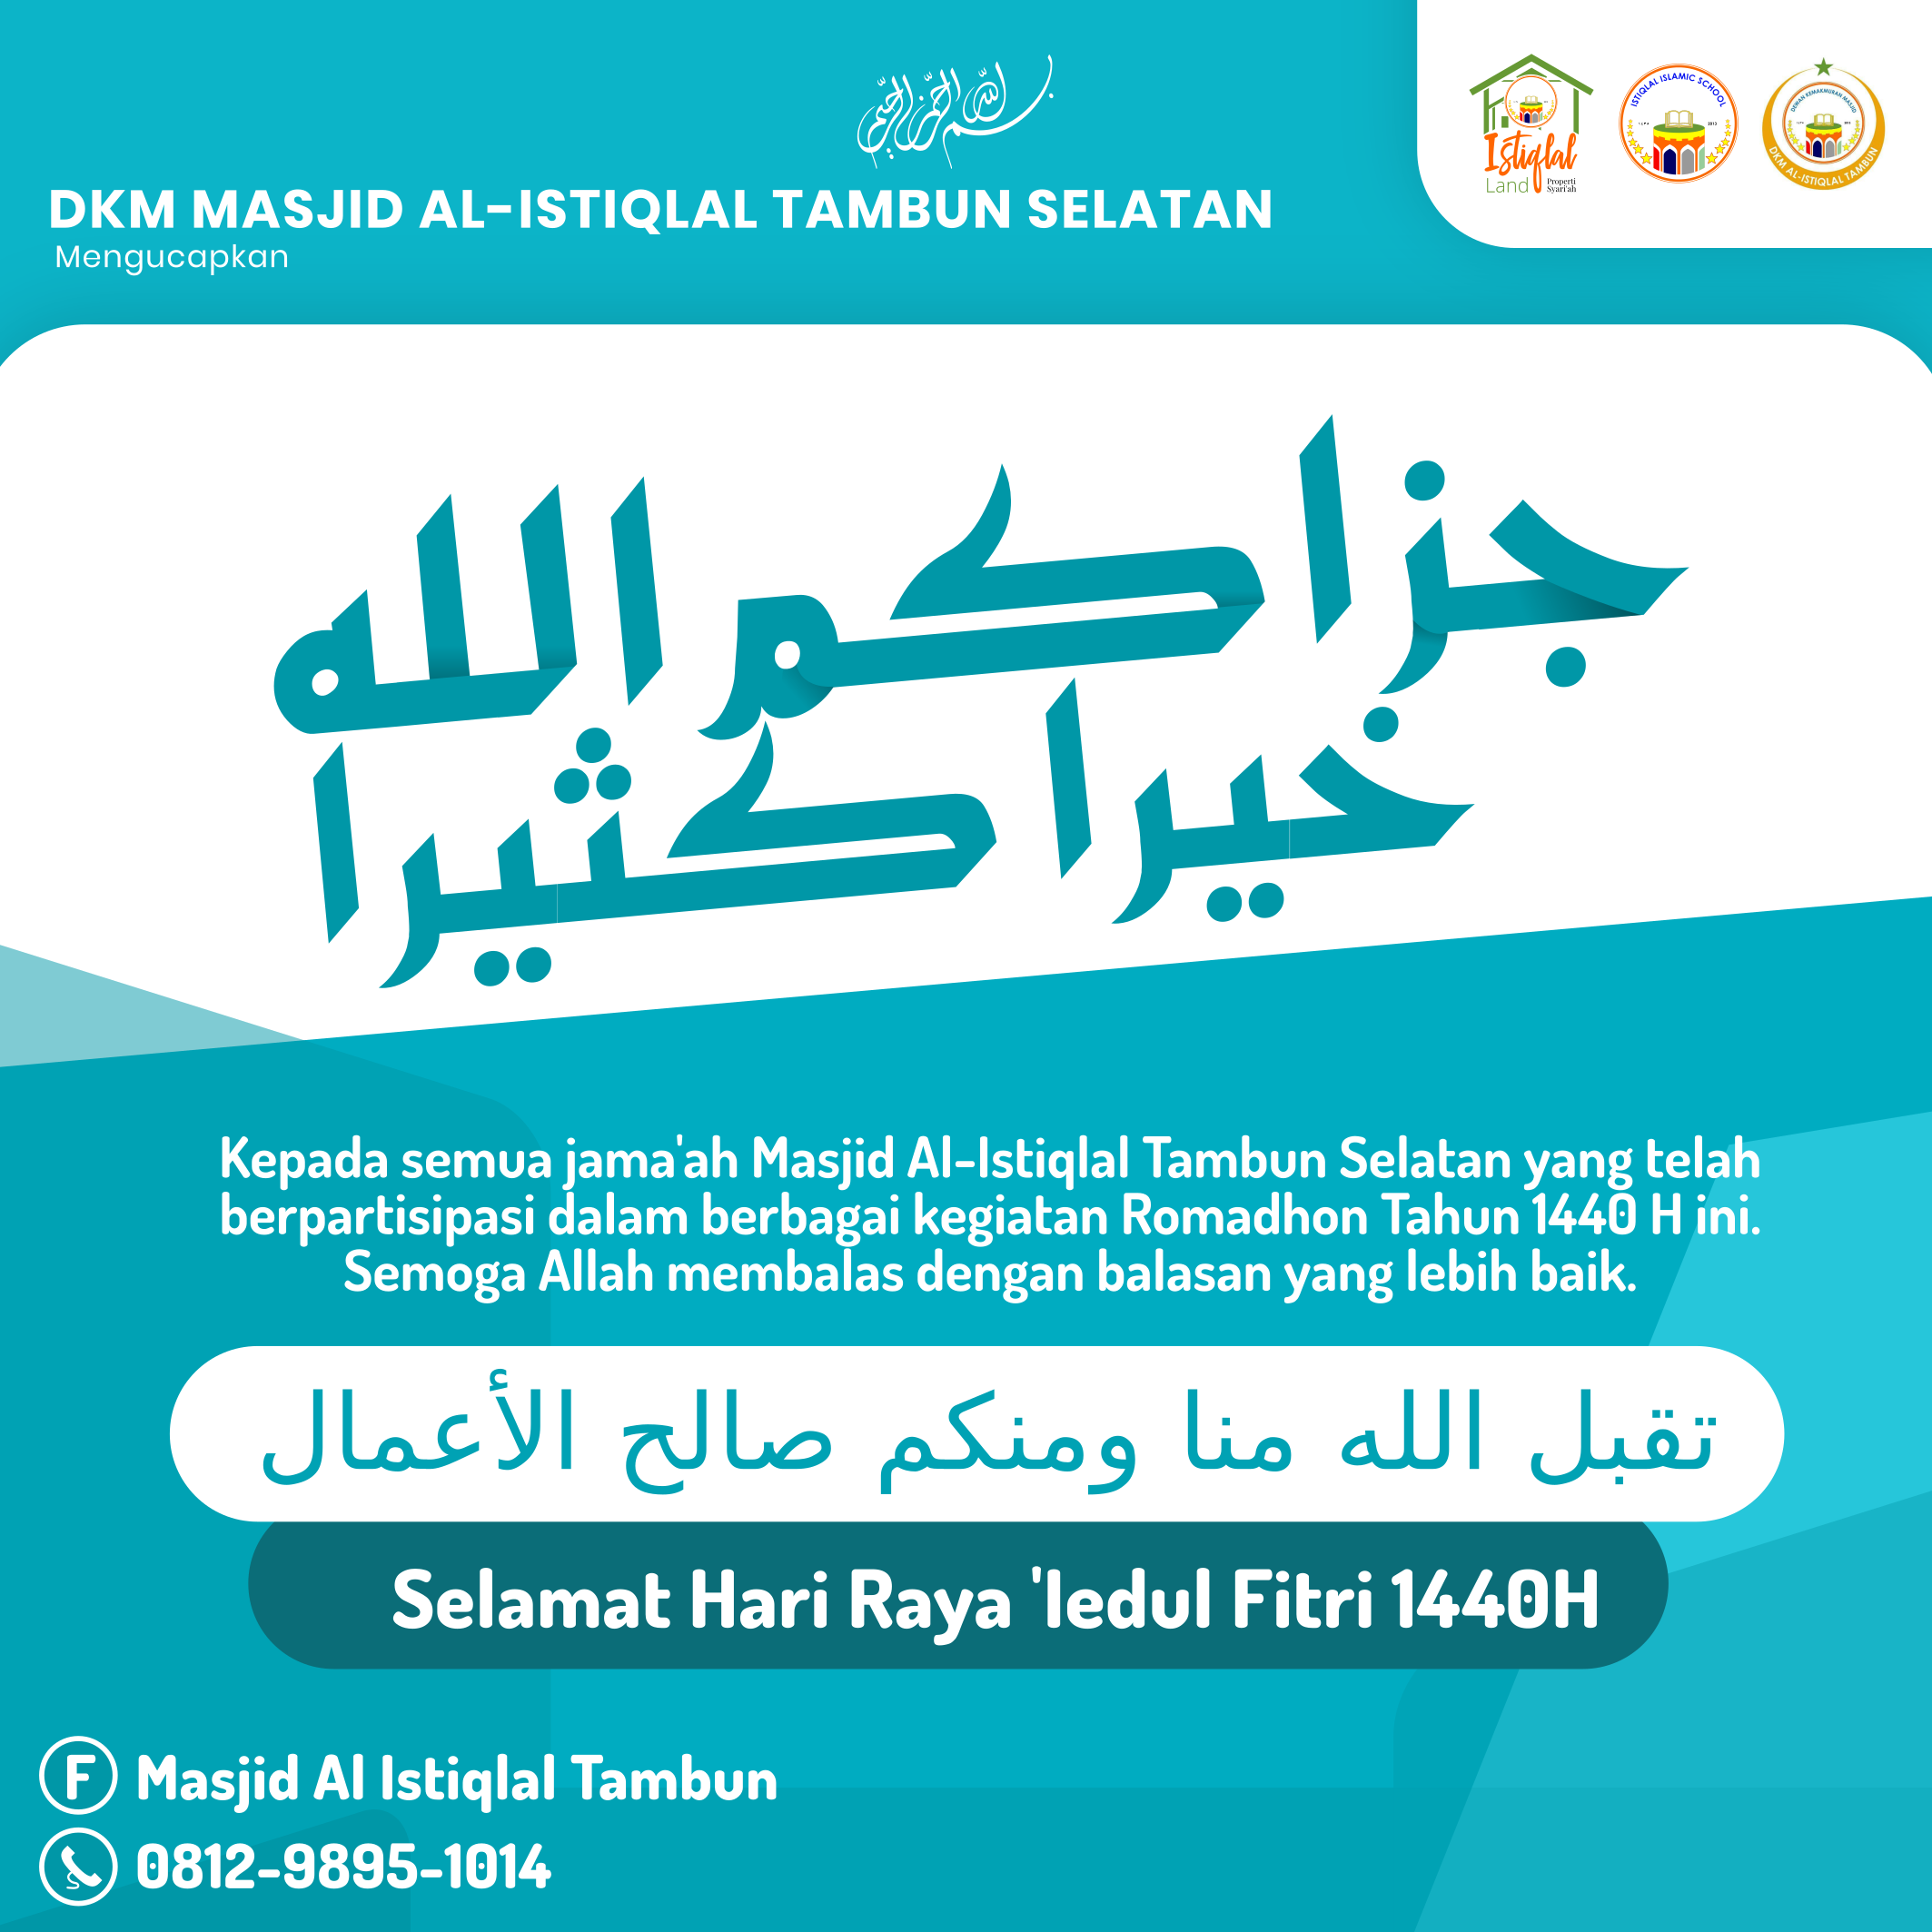 بسم الله الرحمن الرحيم
DKM MASJID AL-ISTIQLAL TAMBUN SELATAN
Mengucapkan
Istiqlal
Land
Properti
Syari'ah
ISTIQLAL ISLAMIC SCHOOL
DEWAN KEMAKMURAN MASJID
DKM AL-ISTIQLAL TAMBUN
جزاكم الله
خيرا كثيرا
Kepada semua jama'ah Masjid Al-Istiqlal Tambun Selatan yang telah
berpartisipasi dalam berbagai kegiatan Romadhon Tahun 1440 H ini.
Semoga Allah membalas dengan balasan yang lebih baik.
تقبل الله منا ومنكم صالح الأعمال
Selamat Hari Raya 'Iedul Fitri 1440H
F Masjid Al Istiqlal Tambun
0812-9895-1014